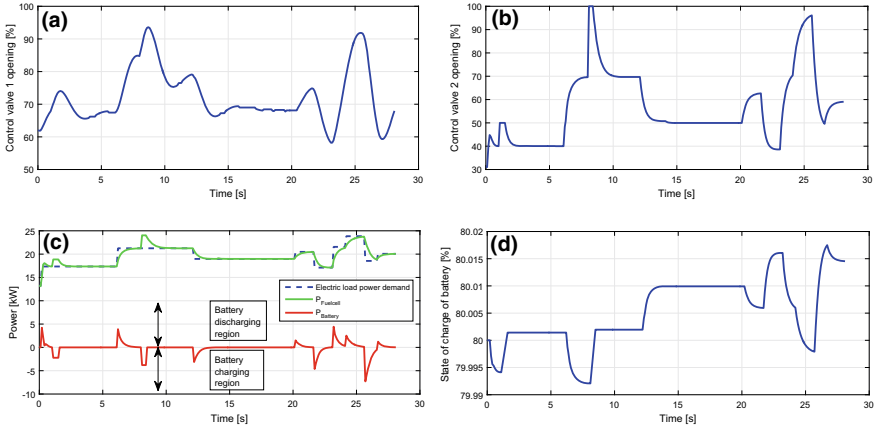 (a)
Control valve 1 opening [%]
100
90
80
70
60
50
0
5
10
15
20
25
30
Time [s]
(b)
Control valve 2 opening [%]
100
90
80
70
60
50
40
30
0
5
10
15
20
25
30
Time [s]
(c)
Power [kW]
25
20
15
10
5
0
-5
-10
Electric load power demand
P Fuelcell
P Battery
Battery
discharging
region
Battery
charging
region
0
5
10
15
20
25
30
Time [s]
(d)
State of charge of battery [%]
80.02
80.015
80.01
80.005
80
79.995
79.99
0
5
10
15
20
25
30
Time [s]